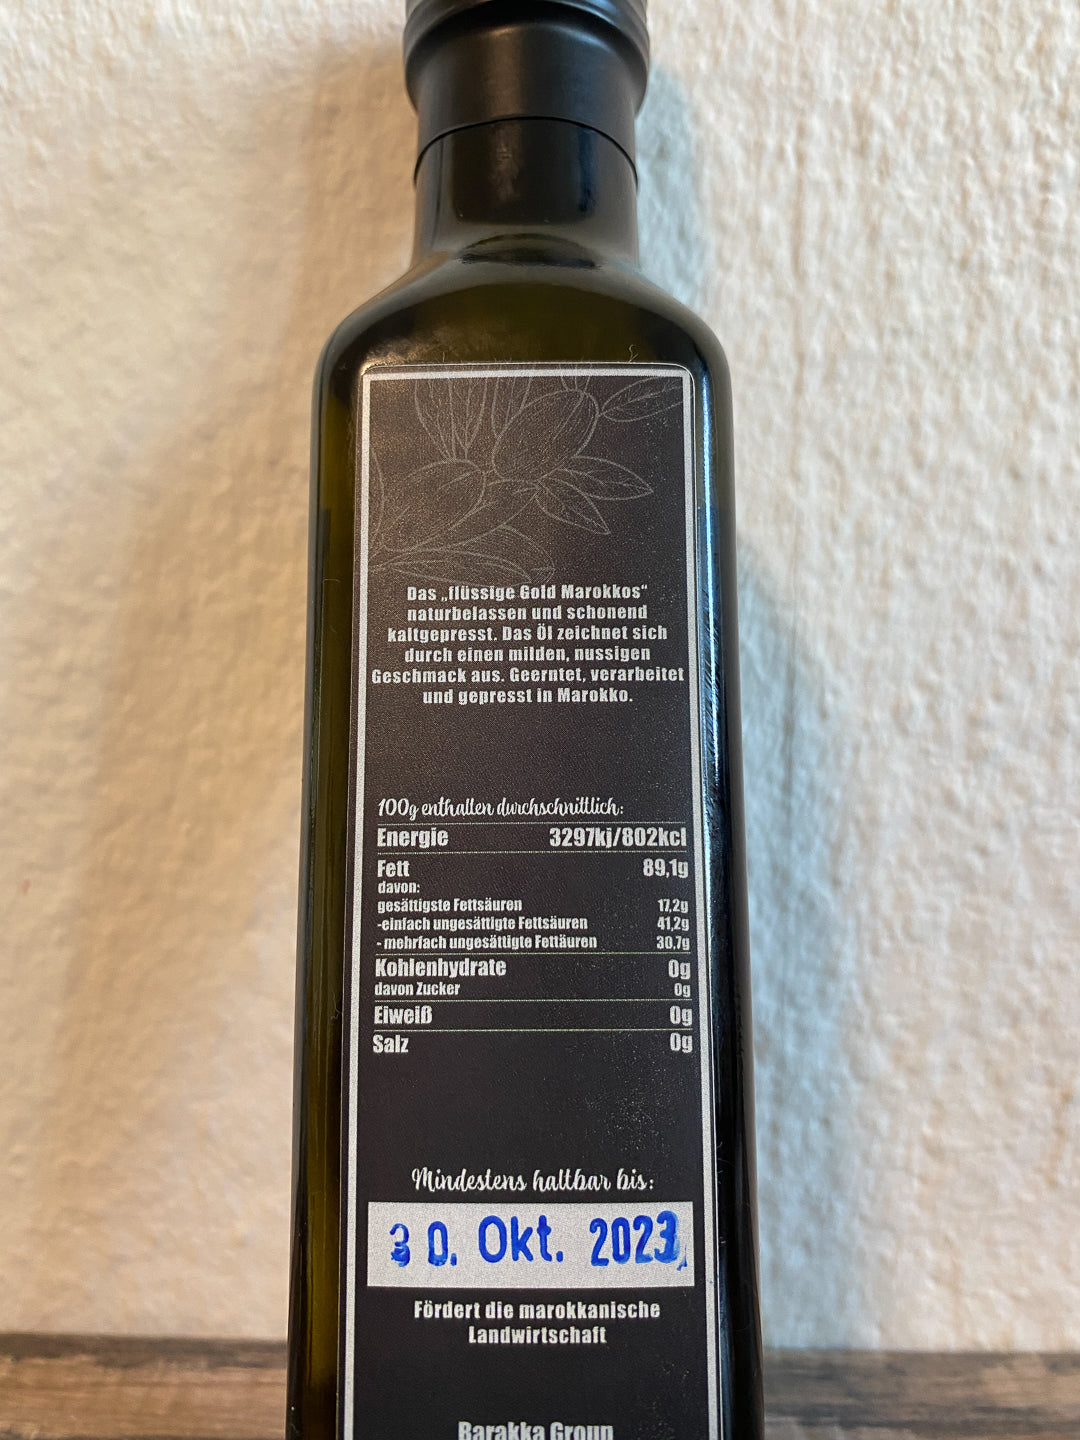 Das „flüssige Gold Marokkos“
naturbelassen und schonend
kaltgepresst. Das Öl zeichnet sich
durch einen milden, nussigen
Geschmack aus. Geerntet, verarbeitet
und gepresst in Marokko.
100g enthalten durchschnittlich:
Energie 3297kj/802kcl
Fett 89,1g
davon:
gesättigste Fettsäuren 17,2g
-einfach ungesättigte Fettsäuren 41,2g
- mehrfach ungesättigte Fettäuren 30,7g
Kohlenhydrate 0g
davon Zucker 0g
Eiweiß 0g
Salz 0g
Mindestens haltbar bis:
30. Okt. 2023
Fördert die marokkanische
Landwirtschaft
Barakka Group